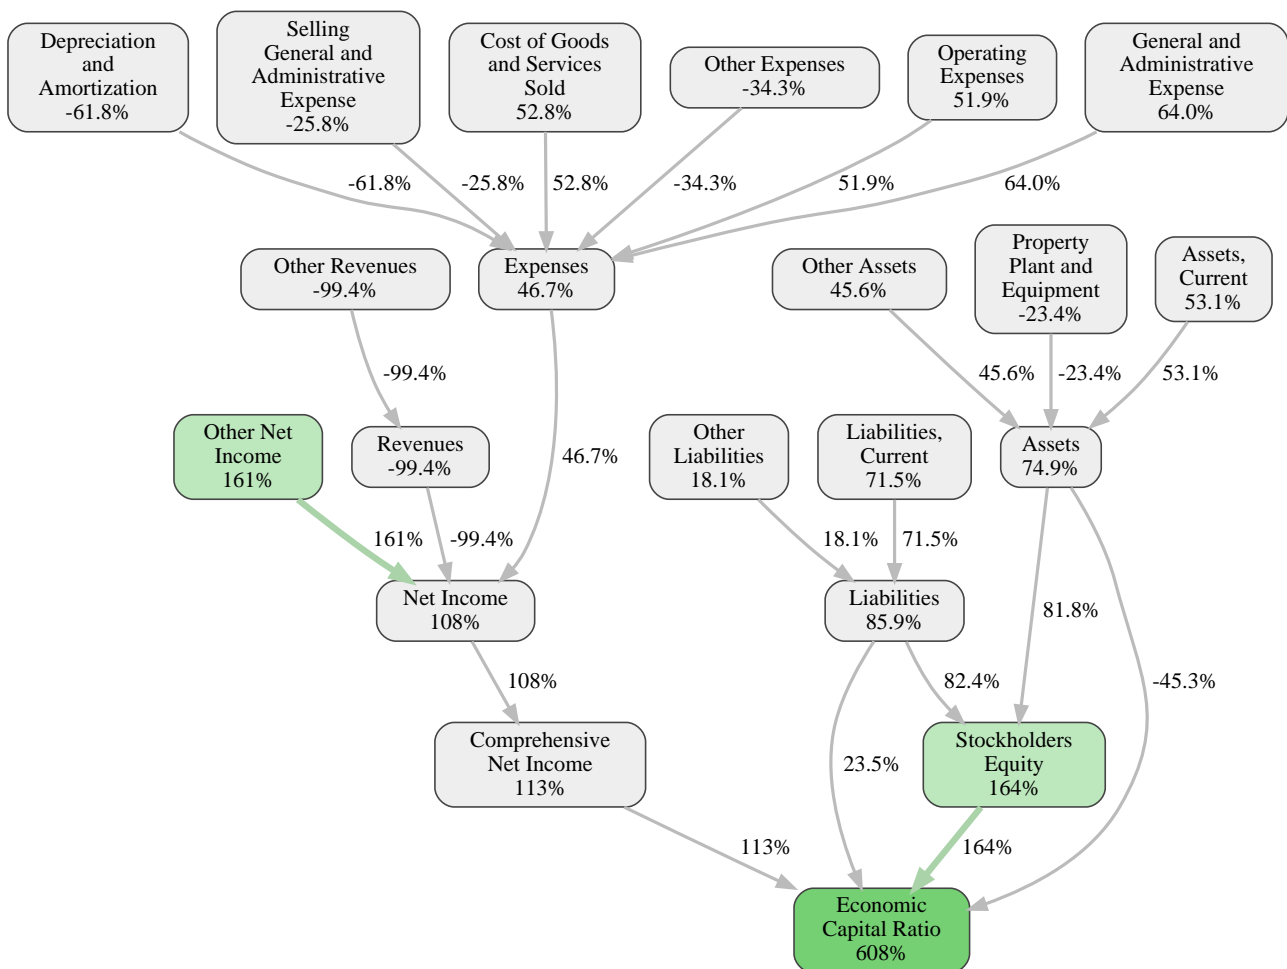 Depreciation
and
Amortization
-61.8%
Selling
General and
Administrative
Expense
-25.8%
Cost of Goods
and Services
Sold
52.8%
Other Expenses
-34.3%
Operating
Expenses
51.9%
General and
Administrative
Expense
64.0%
-61.8%
-25.8%
52.8%
-34.3%
51.9%
64.0%
Other Revenues
-99.4%
Expenses
46.7%
Other Assets
45.6%
Property
Plant and
Equipment
-23.4%
Assets,
Current
53.1%
-99.4%
45.6%
-23.4%
53.1%
Other Net
Income
161%
Revenues
-99.4%
46.7%
Other
Liabilities
18.1%
Liabilities,
Current
71.5%
Assets
74.9%
161%
-99.4%
18.1%
71.5%
Net Income
108%
Liabilities
85.9%
81.8%
108%
82.4%
-45.3%
Comprehensive
Net Income
113%
23.5%
Stockholders
Equity
164%
113%
164%
Economic
Capital Ratio
608%